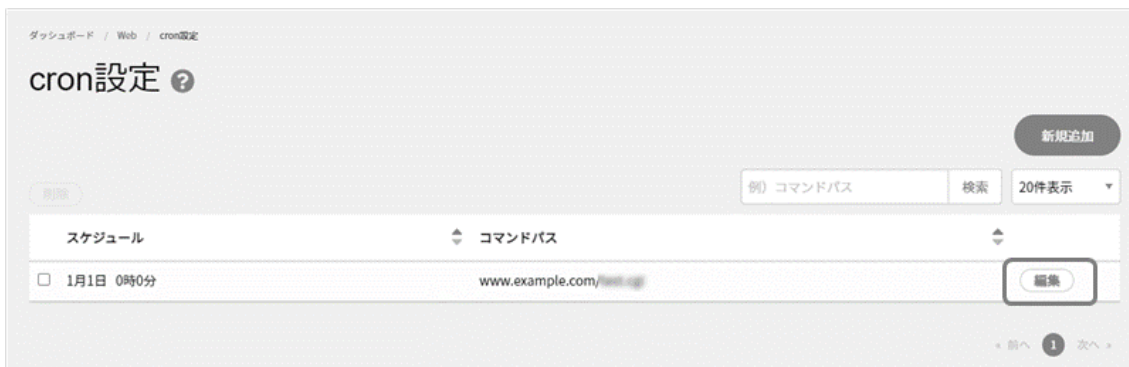 ダッシュボード / Web / cron設定
cron設定 ?
新規追加
削除
例）コマンドパス 検索 20件表示
スケジュール コマンドパス
1月1日 0時0分 www.example.com/ 編集
« 前へ 1 次へ »